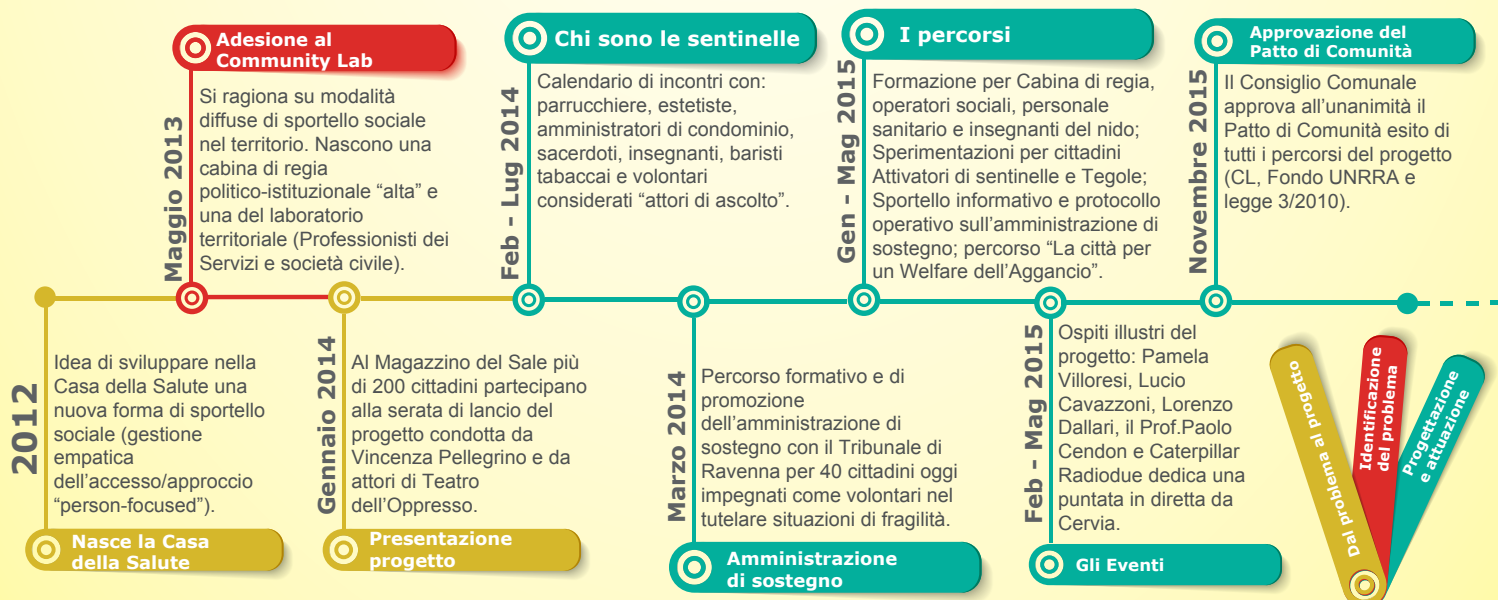 Adesione al
Community Lab
Maggio 2013
Si ragiona su modalità
diffuse di sportello sociale
nel territorio. Nascono una
cabina di regia
politico-istituzionale “alta” e
una del laboratorio
territoriale (Professionisti dei
Servizi e società civile).
Chi sono le sentinelle
Feb - Lug 2014
Calendario di incontri con:
parrucchiere, estetiste,
amministratori di condominio,
sacerdoti, insegnanti, baristi
tabaccai e volontari
considerati “attori di ascolto”.
I percorsi
Gen - Mag 2015
Formazione per Cabina di regia,
operatori sociali, personale
sanitario e insegnanti del nido;
Sperimentazioni per cittadini
Attivatori di sentinelle e Tegole;
Sportello informativo e protocollo
operativo sull’amministrazione di
sostegno; percorso “La città per
un Welfare dell’Aggancio”.
Approvazione del
Patto di Comunità
Novembre 2015
Il Consiglio Comunale
approva all’unanimità il
Patto di Comunità esito di
tutti i percorsi del progetto
(CL, Fondo UNRRA e
legge 3/2010).
2012
Idea di sviluppare nella
Casa della Salute una
nuova forma di sportello
sociale (gestione
empatica
dell’accesso/approccio
“person-focused”).
Nasce la Casa
della Salute
Gennaio 2014
Al Magazzino del Sale più
di 200 cittadini partecipano
alla serata di lancio del
progetto condotta da
Vincenza Pellegrino e da
attori di Teatro
dell’Oppresso.
Presentazione
progetto
Marzo 2014
Percorso formativo e di
promozione
dell’amministrazione di
sostegno con il Tribunale di
Ravenna per 40 cittadini oggi
impegnati come volontari nel
tutelare situazioni di fragilità.
Amministrazione
di sostegno
Feb - Mag 2015
Ospiti illustri del
progetto: Pamela
Villoresi, Lucio
Cavazzoni, Lorenzo
Dallari, il Prof.Paolo
Cendon e Caterpillar
Radiodue dedica una
puntata in diretta da
Cervia.
Gli Eventi
Dal problema al progetto
Identificazione
del problema
Progettazione
e attuazione